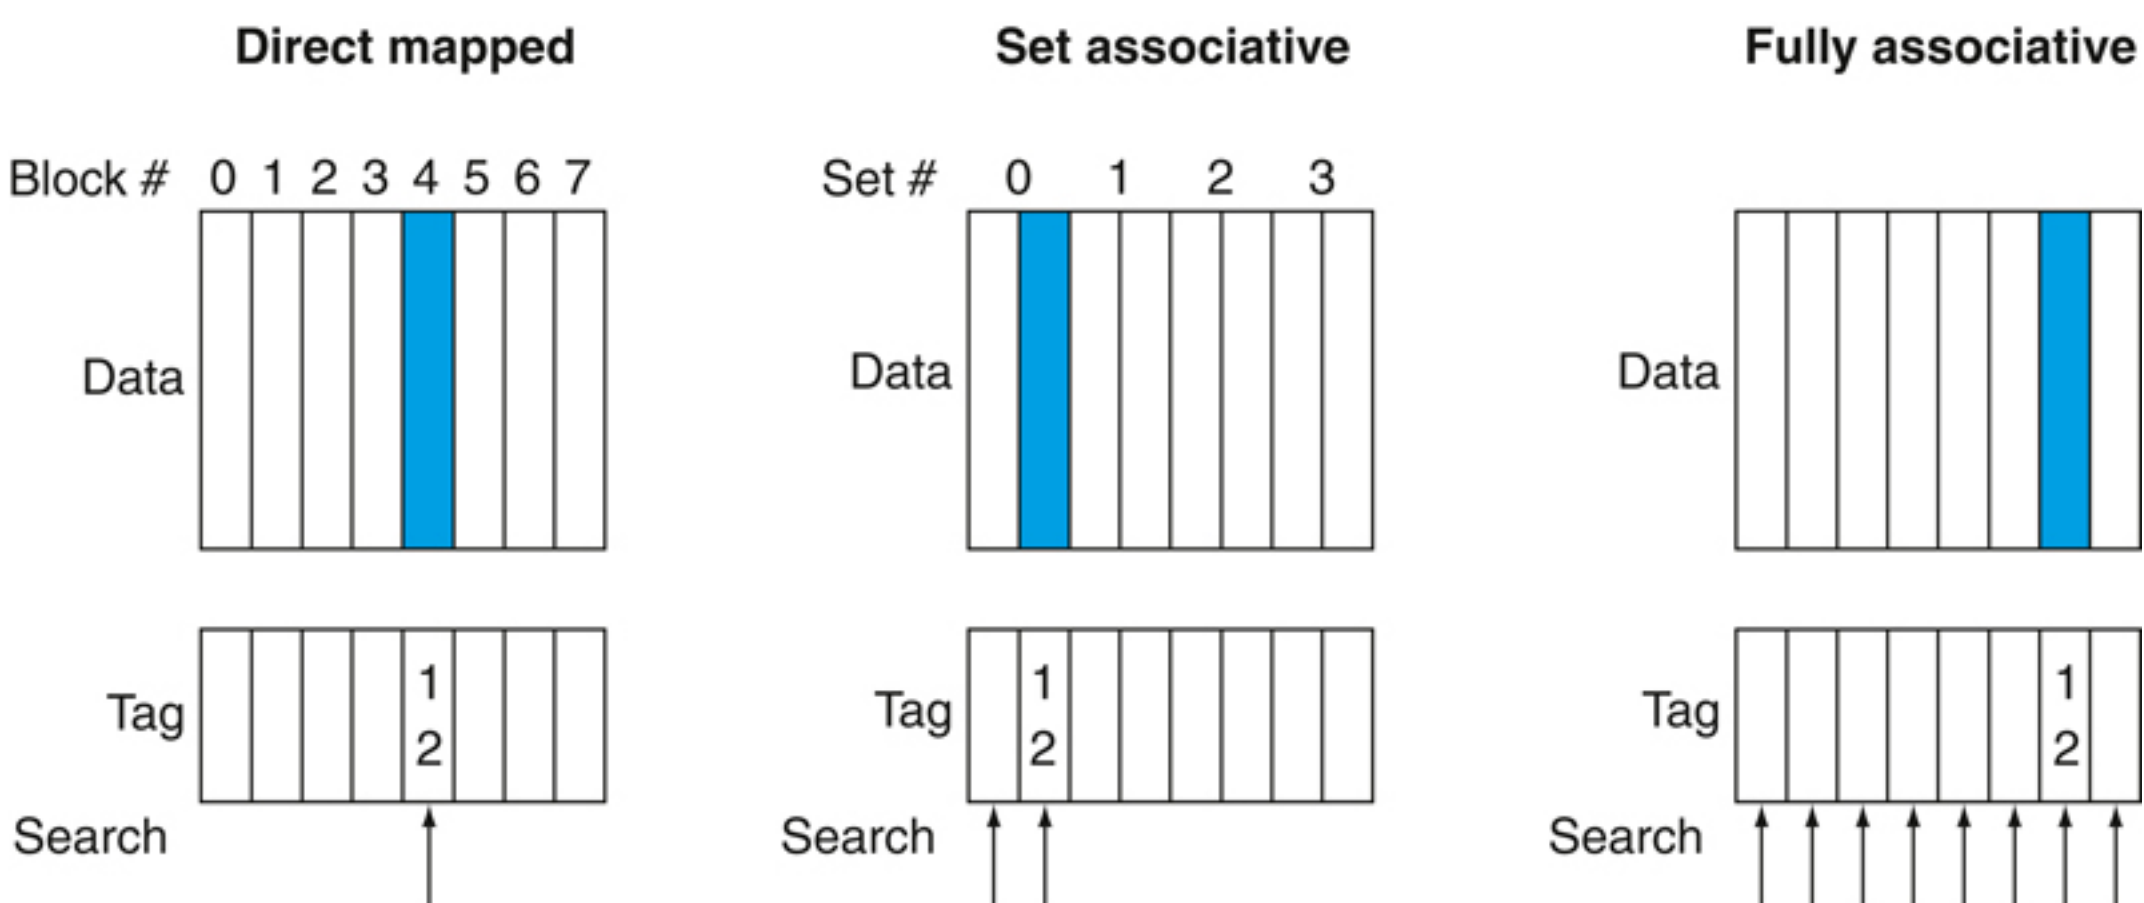 Direct mapped
Block # 0 1 2 3 4 5 6 7
Data
Tag
1
2
Search
Set associative
Set # 0 1 2 3
Data
Tag
1
2
Search
Fully associative
Data
Tag
1
2
Search